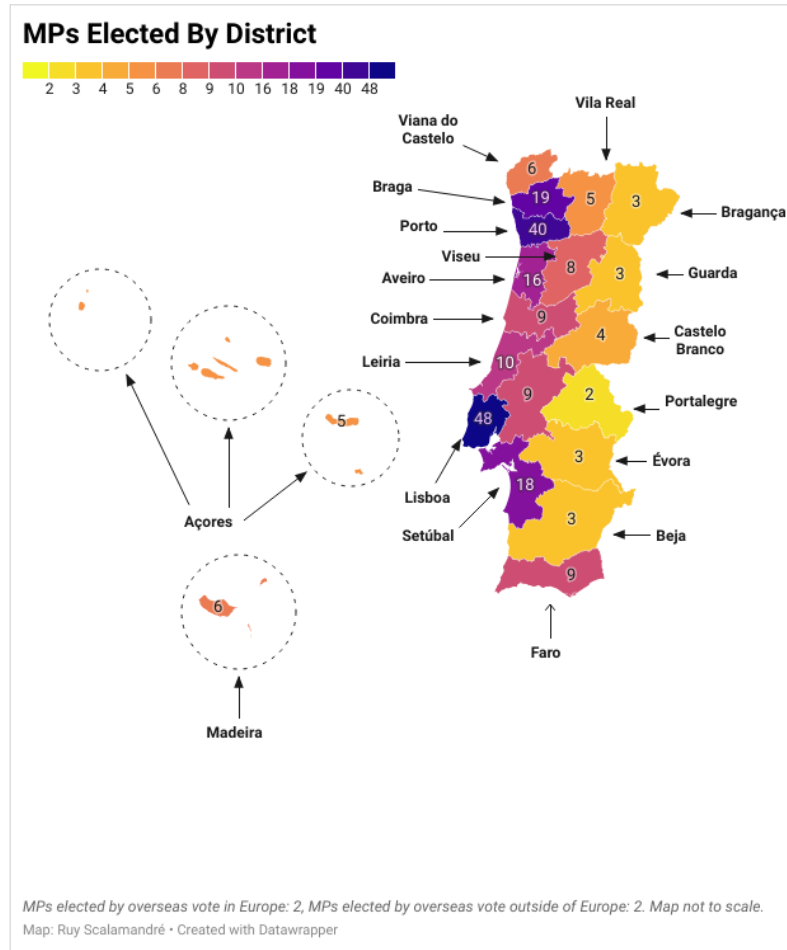 MPs Elected By District
2 3 4 5 6 8 9 10 16 18 19 40 48
Vila Real
Viana do
Castelo
6
Braga
19
5
3
Bragança
Porto
40
Viseu
8
3
Guarda
Aveiro
16
Coimbra
9
4
Castelo
Branco
Leiria
10
9
2
Portalegre
48
5
3
Évora
Lisboa
18
Açores
Setúbal
3
Beja
9
6
Faro
Madeira
MPs elected by overseas vote in Europe: 2, MPs elected by overseas vote outside of Europe: 2. Map not to scale.
Map: Ruy Scalamandré • Created with Datawrapper